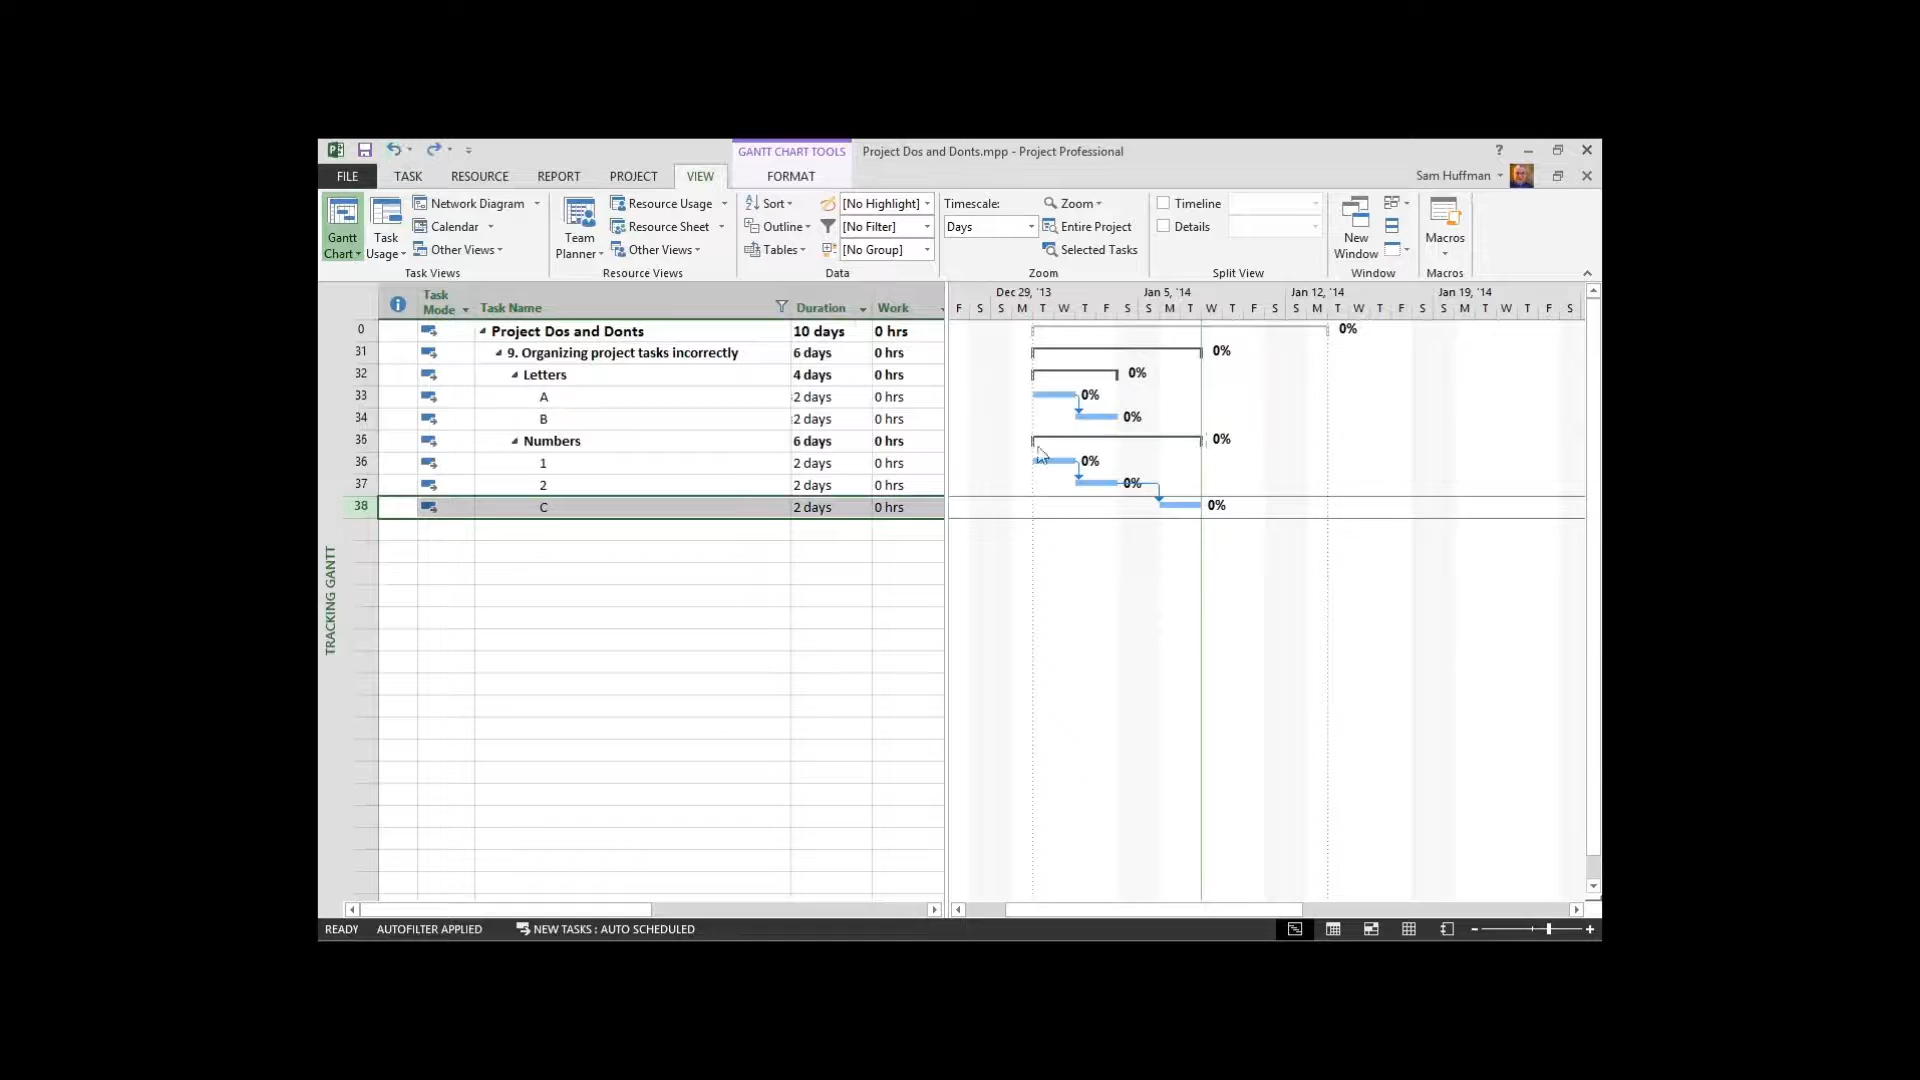 GANTT CHART TOOLS Project Dos and Donts.mpp - Project Professional ?
FILE TASK RESOURCE REPORT PROJECT VIEW FORMAT Sam Huffman
Gantt Chart
Task Usage
Network Diagram
Calendar
Other Views
Task Views
Team Planner
Resource Usage
Resource Sheet
Other Views
Resource Views
Sort [No Highlight]
Outline [No Filter]
Tables [No Group]
Data
Timescale: Zoom
Days Entire Project
Selected Tasks
Zoom
Timeline
Details
Split View
New Window
Window
Macros
Macros
Task Mode Task Name Duration Work
Dec 29, '13 Jan 5, '14 Jan 12, '14 Jan 19, '14
F S S M T W T F S S M T W T F S S M T W T F S S M T W T F S
0 Project Dos and Donts 10 days 0 hrs 0%
31 9. Organizing project tasks incorrectly 6 days 0 hrs 0%
32 Letters 4 days 0 hrs 0%
33 A 2 days 0 hrs 0%
34 B 2 days 0 hrs 0%
36 Numbers 6 days 0 hrs 0%
36 1 2 days 0 hrs 0%
37 2 2 days 0 hrs 0%
38 C 2 days 0 hrs 0%
TRACKING GANTT
READY AUTOFILTER APPLIED NEW TASKS : AUTO SCHEDULED